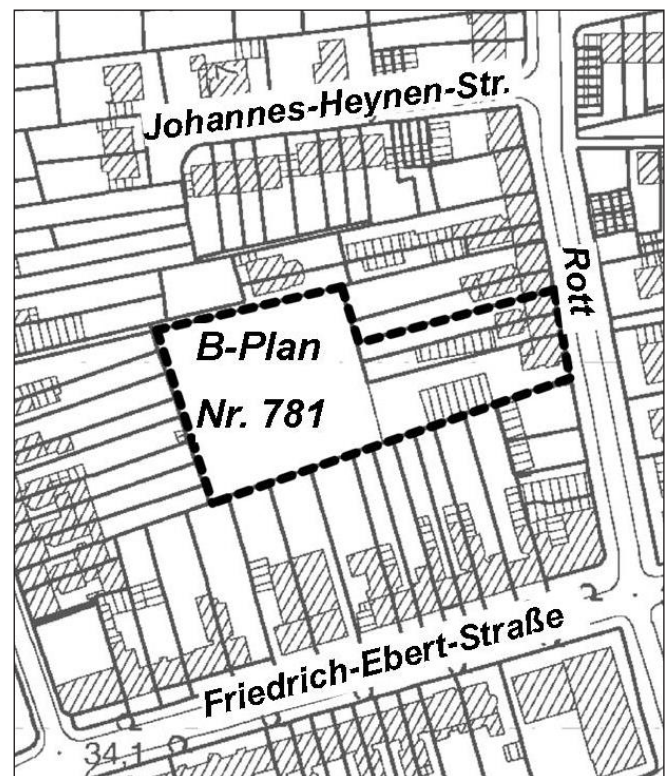 Johannes-Heynen-Str.
Rott
B-Plan
Nr. 781
Friedrich-Ebert-Straße
34,1